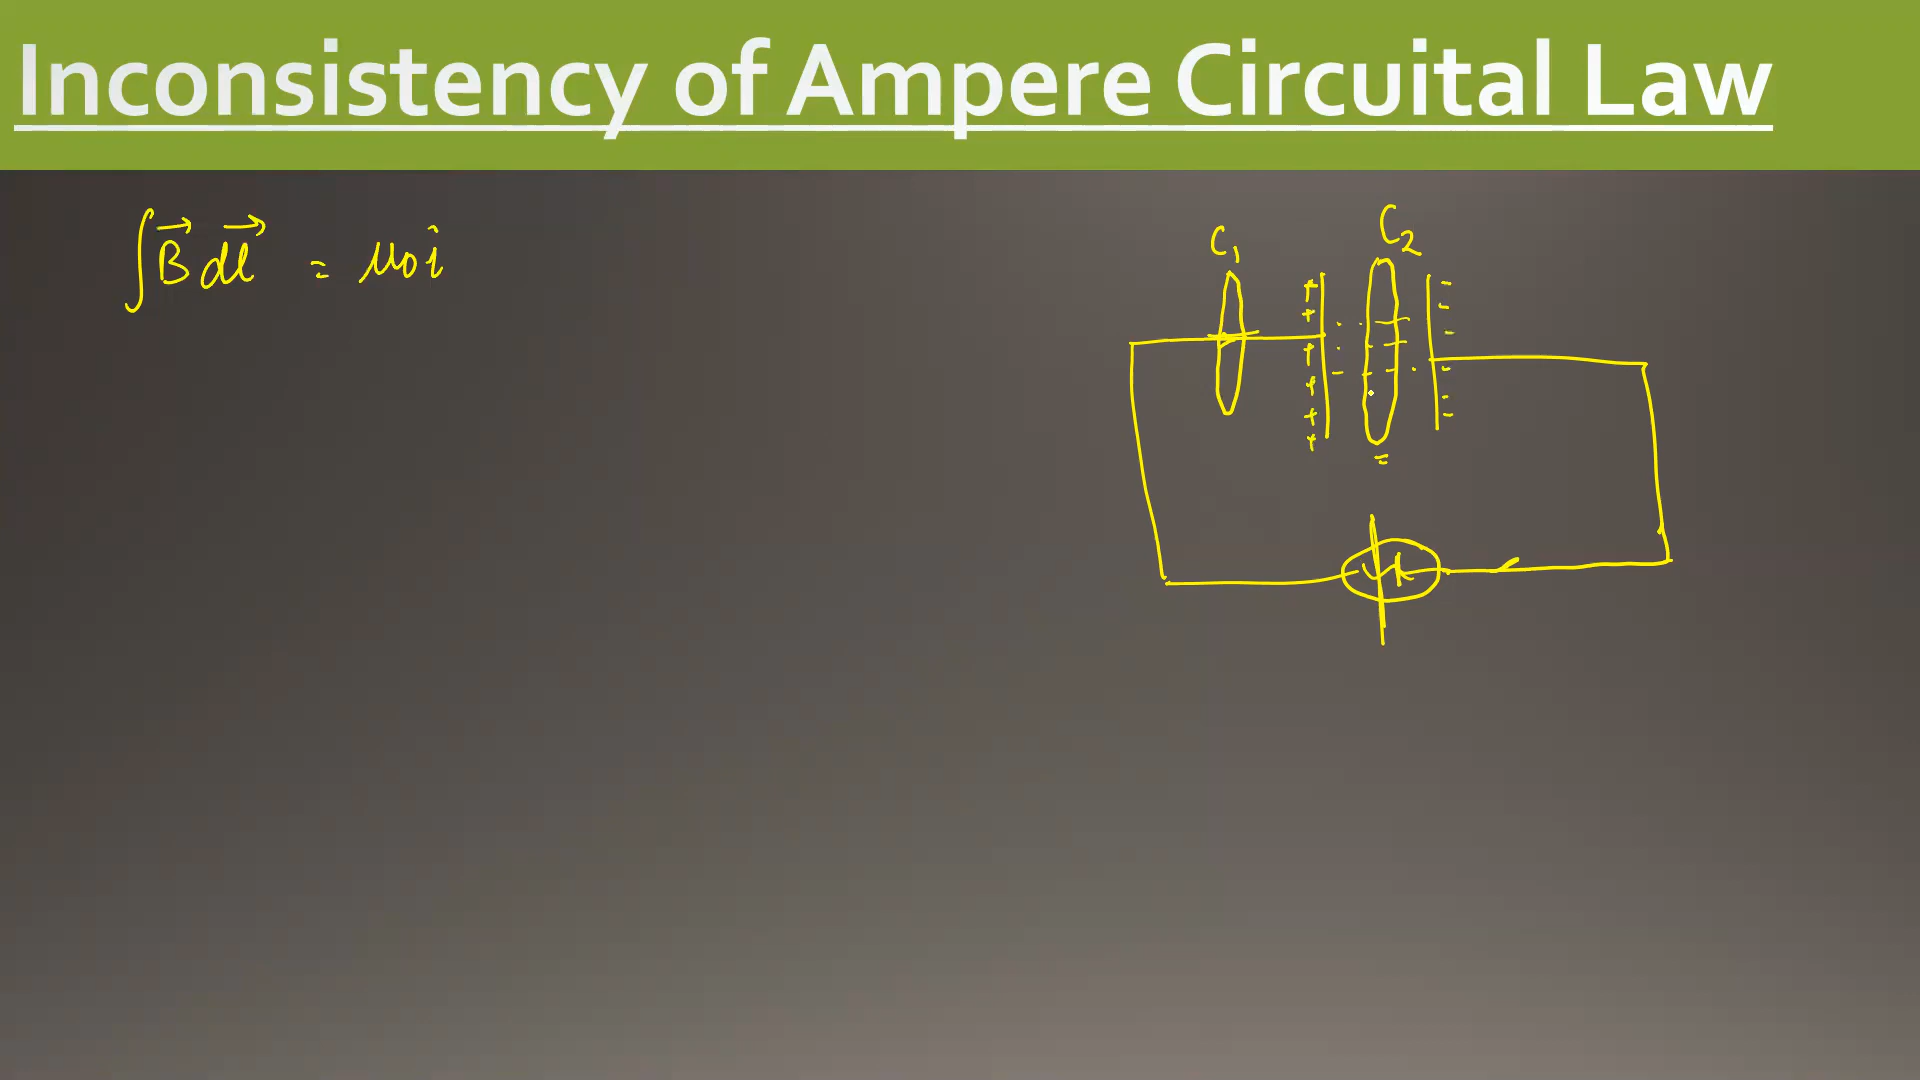 Inconsistency of Ampere Circuital Law
∫B⃗ dl⃗ = μ₀i
C₁
C₂